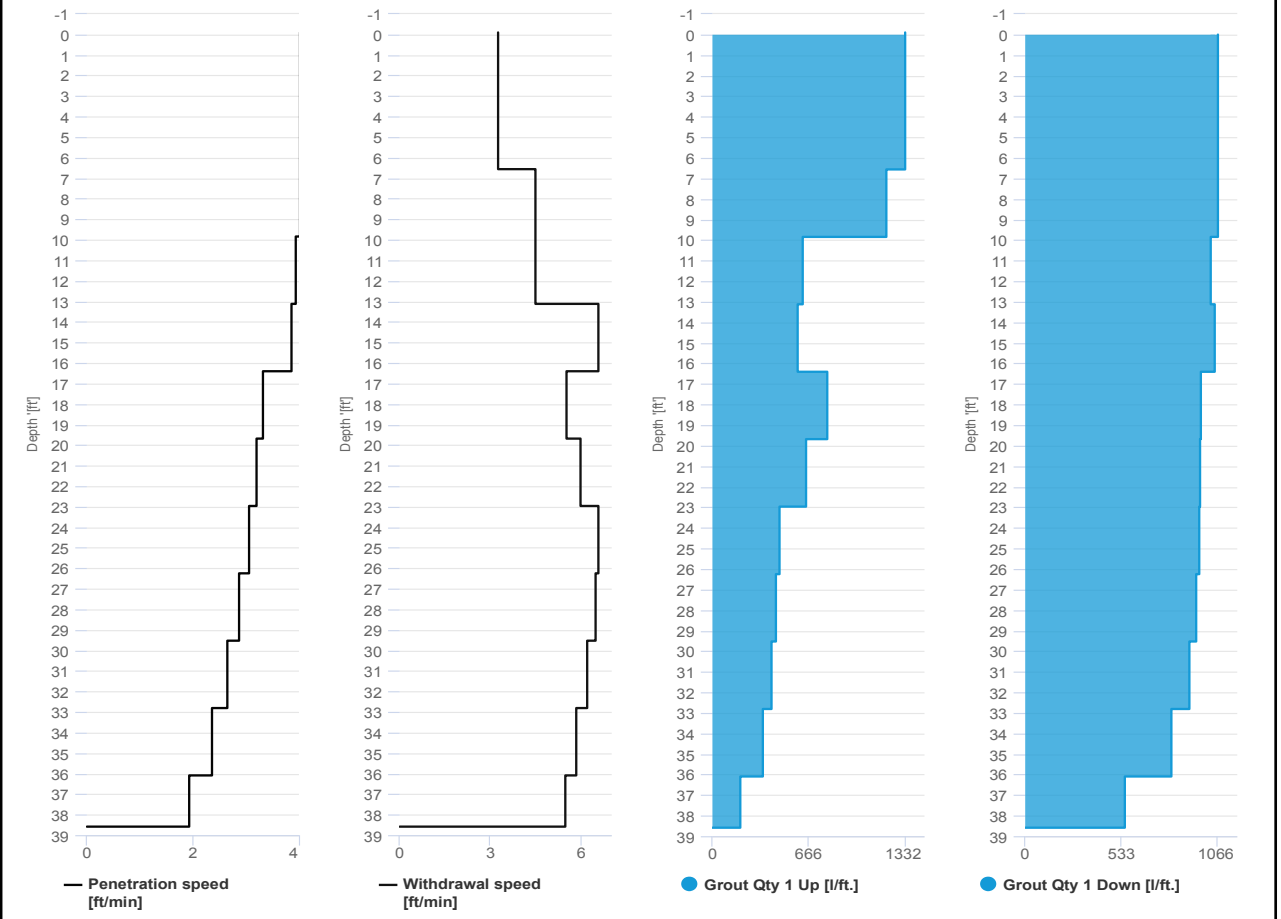 -1 -1 -1 -1
0 0 0 0
1 1 1 1
2 2 2 2
3 3 3 3
4 4 4 4
5 5 5 5
6 6 6 6
7 7 7 7
8 8 8 8
9 9 9 9
10 10 10 10
11 11 11 11
12 12 12 12
13 13 13 13
14 14 14 14
15 15 15 15
16 16 16 16
17 17 17 17
18 18 18 18
19 19 19 19
20 20 20 20
21 21 21 21
22 22 22 22
23 23 23 23
24 24 24 24
25 25 25 25
26 26 26 26
27 27 27 27
28 28 28 28
29 29 29 29
30 30 30 30
31 31 31 31
32 32 32 32
33 33 33 33
34 34 34 34
35 35 35 35
36 36 36 36
37 37 37 37
38 38 38 38
39 39 39 39
Depth '[ft']
Depth '[ft']
Depth '[ft']
Depth '[ft']
0 2 4
0 3 6
0 666 1332
0 533 1066
Penetration speed
[ft/min]
Withdrawal speed
[ft/min]
Grout Qty 1 Up [l/ft.]
Grout Qty 1 Down [l/ft.]